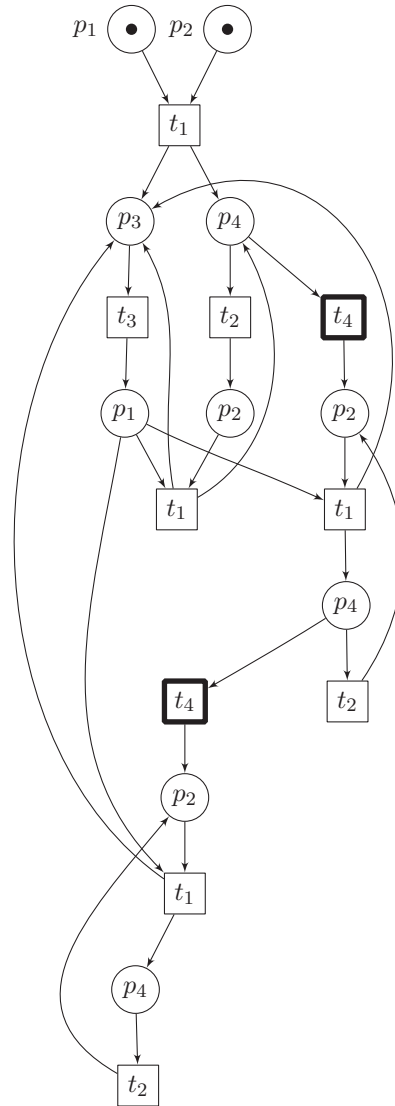 p1 p2
t1
p3 p4
t3 t2 t4
p1 p2 p2
t1 t1
p4
t4 t2
p2
t1
p4
t2